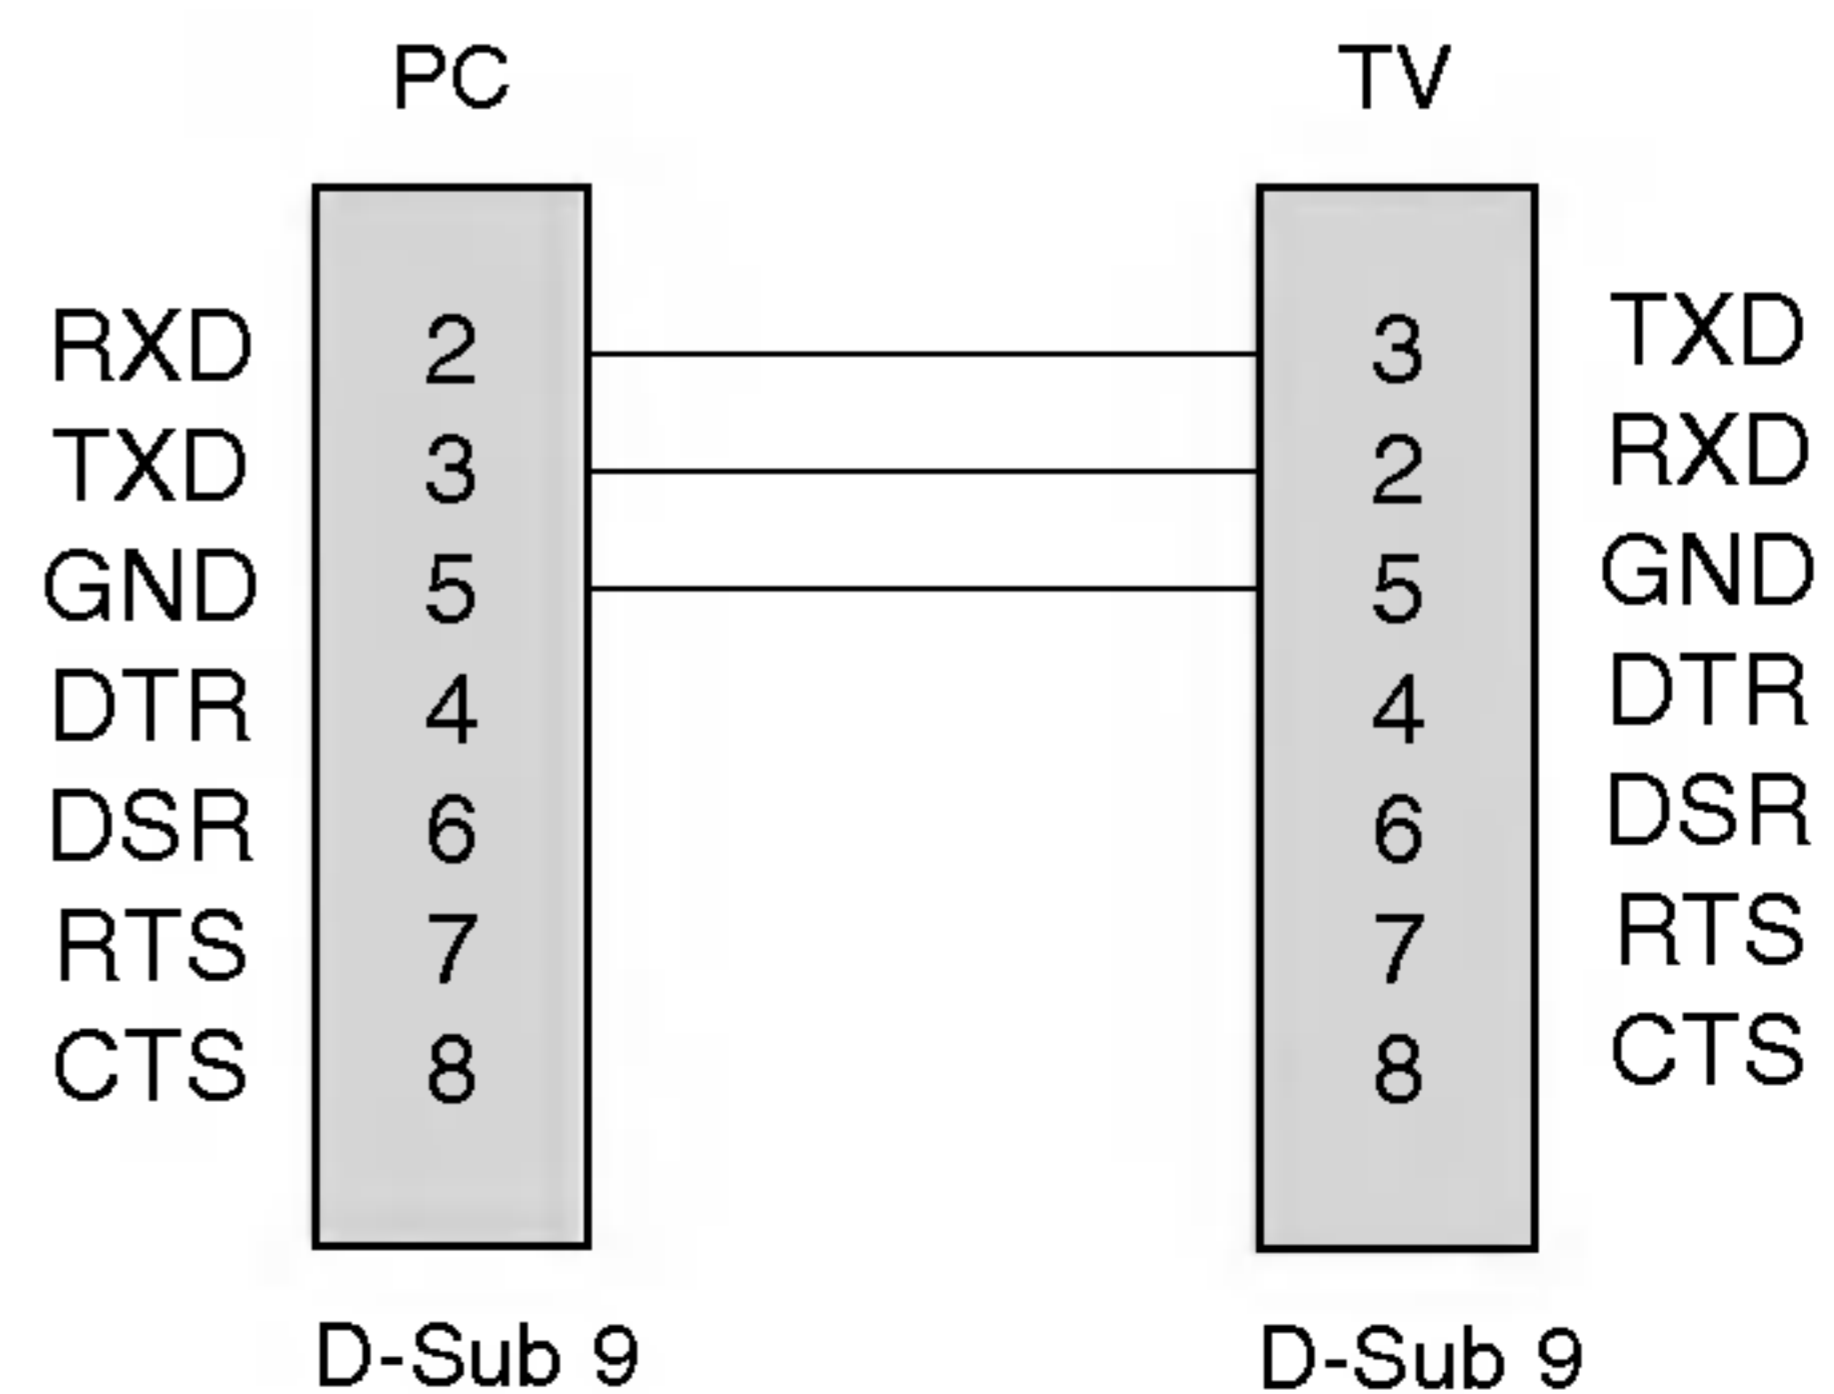 PC TV
RXD 2 3 TXD
TXD 3 2 RXD
GND 5 5 GND
DTR 4 4 DTR
DSR 6 6 DSR
RTS 7 7 RTS
CTS 8 8 CTS
D-Sub 9 D-Sub 9